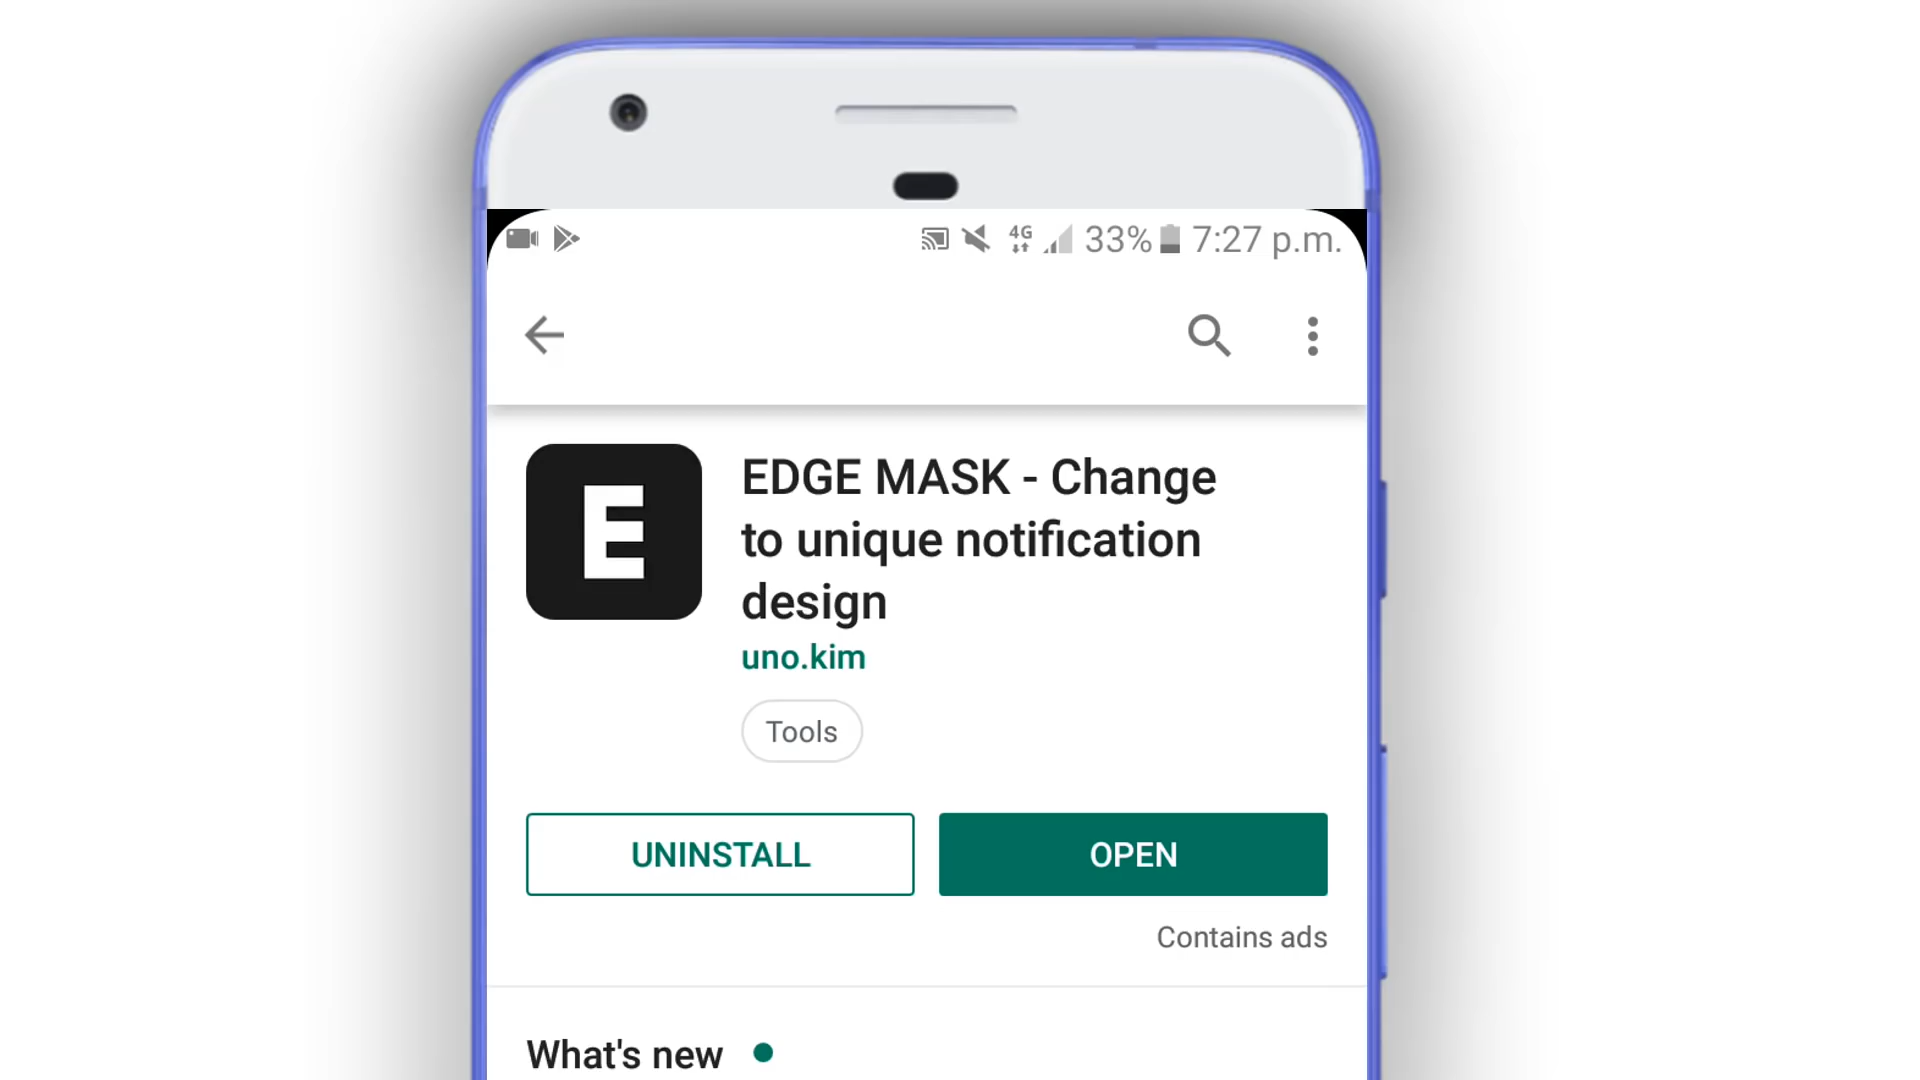 4G 33% 7:27 p.m.
E
EDGE MASK - Change
to unique notification
design
uno.kim
Tools
UNINSTALL OPEN
Contains ads
What's new